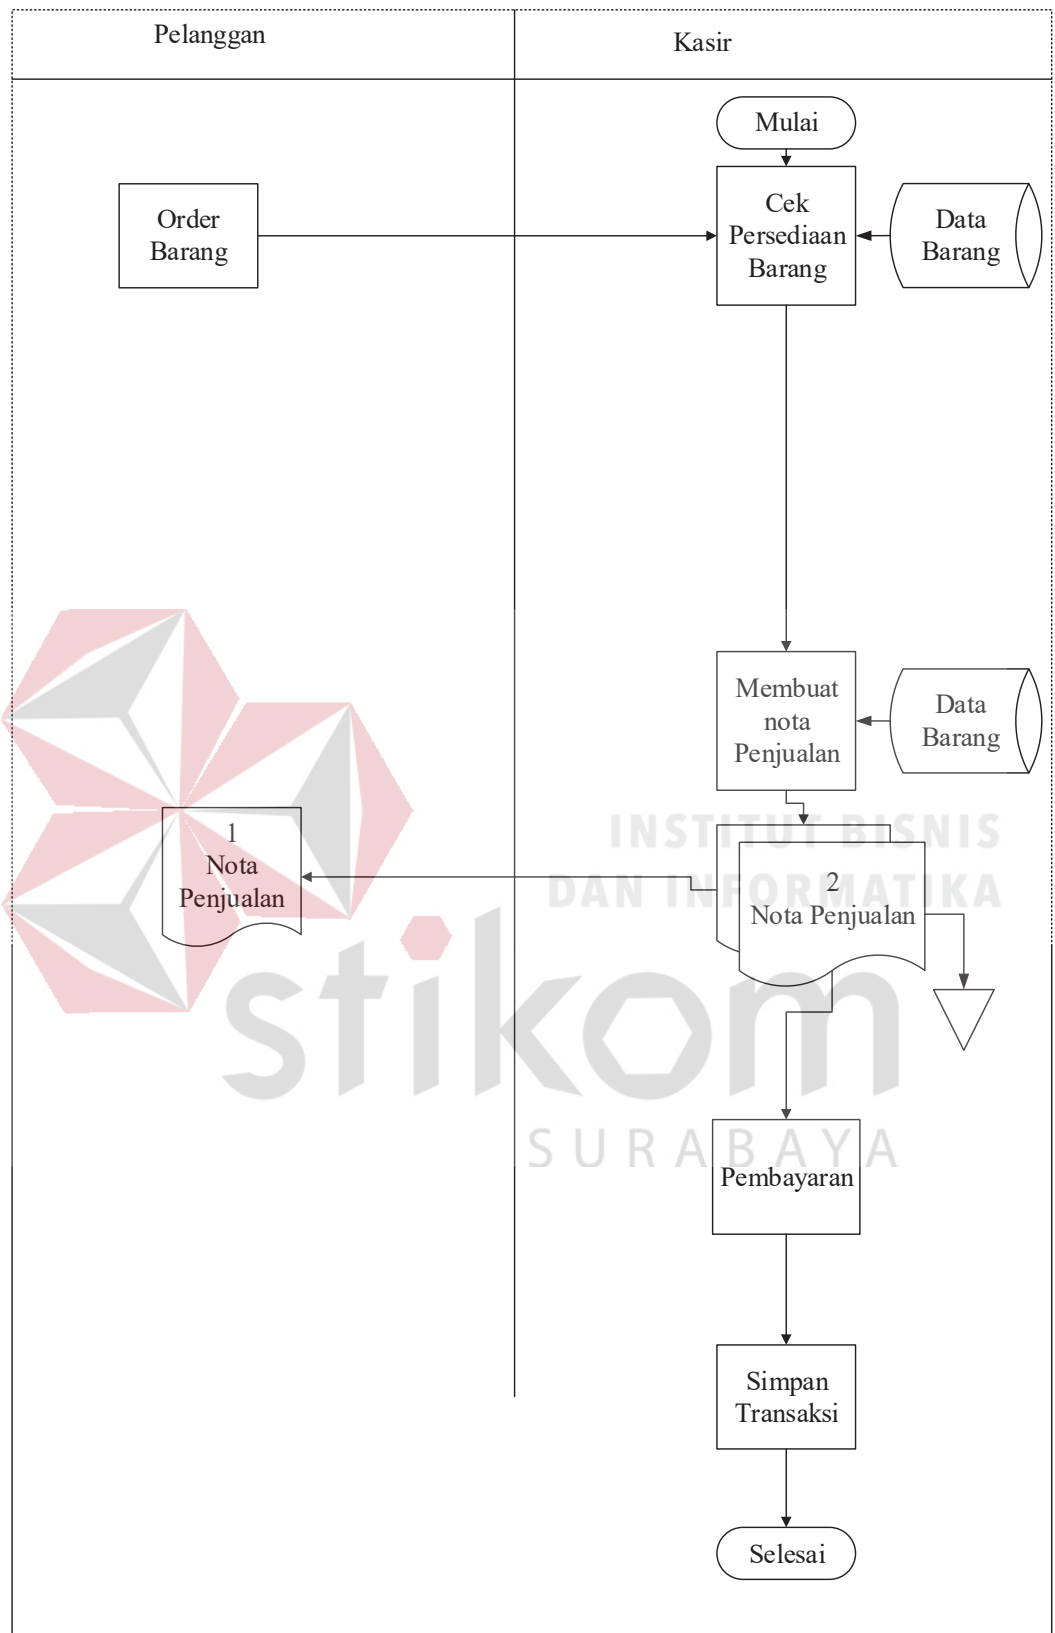 Pelanggan
Kasir
Mulai
Order
Barang
Cek
Persediaan
Barang
Data
Barang
Membuat
nota
Penjualan
Data
Barang
INSTITUT BISNIS
DAN INFORMATIKA
1
Nota
Penjualan
2
Nota Penjualan
stikom
SURABAYA
Pembayaran
Simpan
Transaksi
Selesai